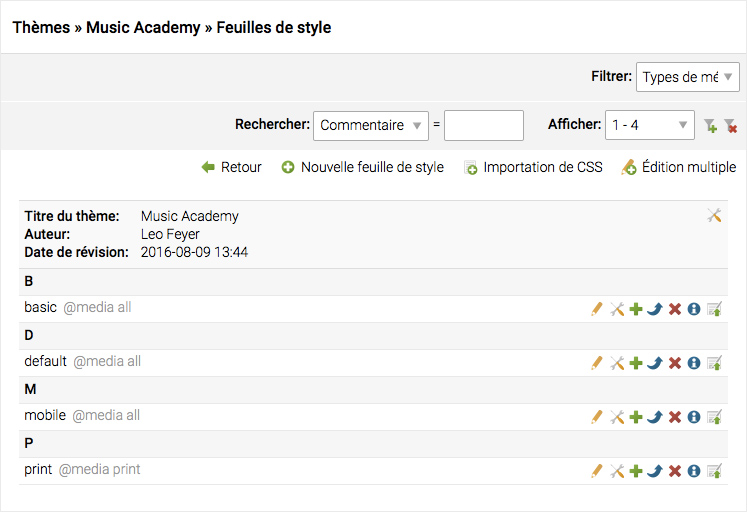 Thèmes » Music Academy » Feuilles de style
Filtrer: Types de mé
Rechercher: Commentaire = Afficher: 1 - 4
Retour Nouvelle feuille de style Importation de CSS Édition multiple
Titre du thème: Music Academy
Auteur: Leo Feyer
Date de révision: 2016-08-09 13:44
B
basic @media all
D
default @media all
M
mobile @media all
P
print @media print